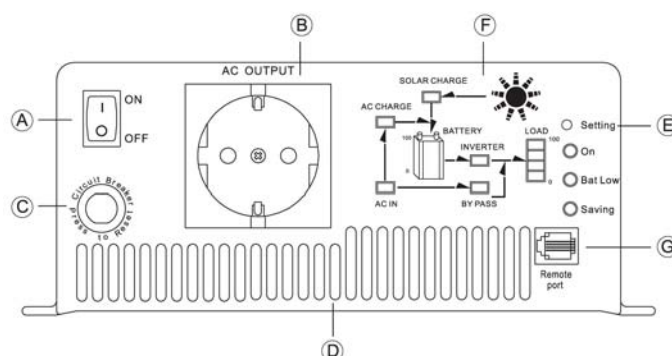 B
F
AC OUTPUT
SOLAR CHARGE
ON
OFF
A
AC CHARGE
BATTERY
100
0
INVERTER
LOAD
100
0
AC IN
BY PASS
Setting
E
On
Bat Low
Saving
C
Circuit Breaker
Press to Reset
G
Remote
port
D